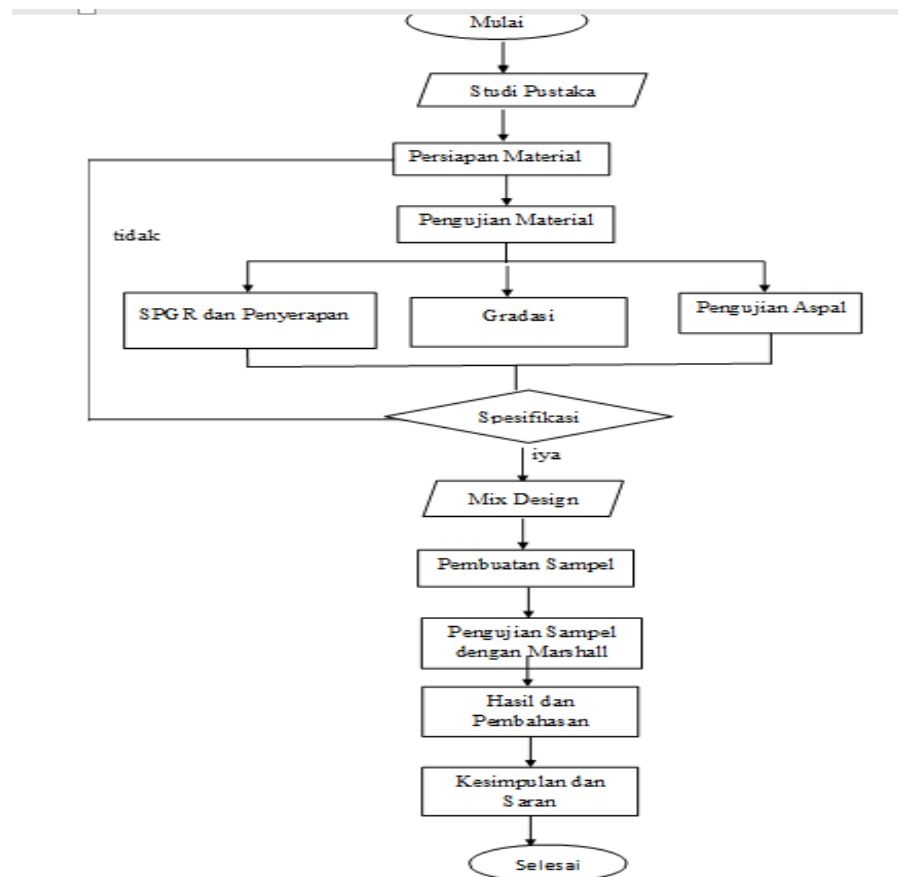 Mulai
Studi Pustaka
Persiapan Material
Pengujian Material
tidak
SPGR dan Penyerapan
Gradasi
Pengujian Aspal
Spesifikasi
iya
Mix Design
Pembuatan Sampel
Pengujian Sampel
dengan Marshall
Hasil dan
Pembahasan
Kesimpulan dan
Saran
Selesai